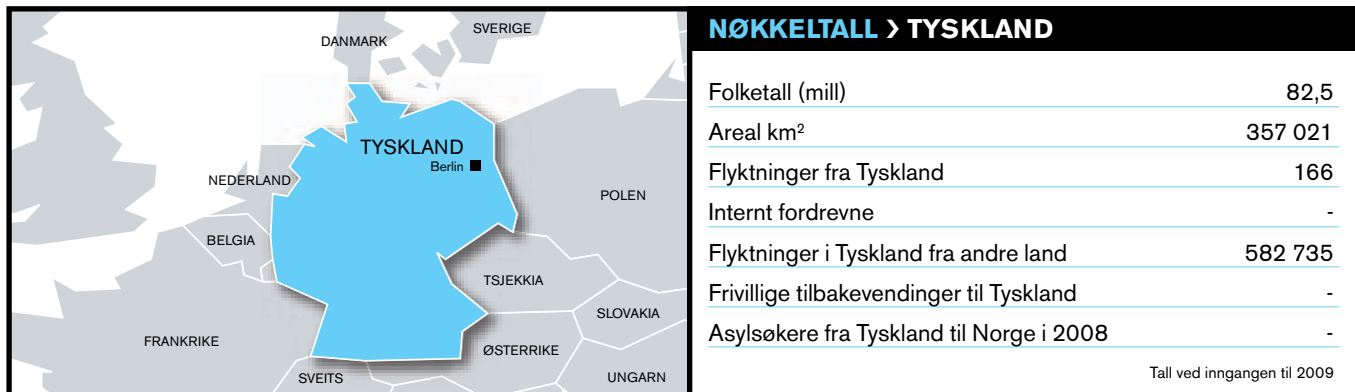 SVERIGE
DANMARK
TYSKLAND
Berlin
NEDERLAND
POLEN
BELGIA
TSJEKKIA
SLOVAKIA
FRANKRIKE
ØSTERRIKE
SVEITS
UNGARN
NØKKELTALL › TYSKLAND
Folketall (mill) 82,5
Areal km² 357 021
Flyktninger fra Tyskland 166
Internt fordrevne -
Flyktninger i Tyskland fra andre land 582 735
Frivillige tilbakevendinger til Tyskland -
Asylsøkere fra Tyskland til Norge i 2008 -
Tall ved inngangen til 2009